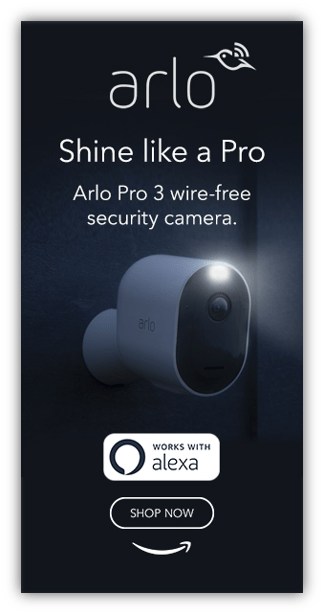 arlo
Shine like a Pro
Arlo Pro 3 wire-free
security camera.
arlo
WORKS WITH
alexa
SHOP NOW